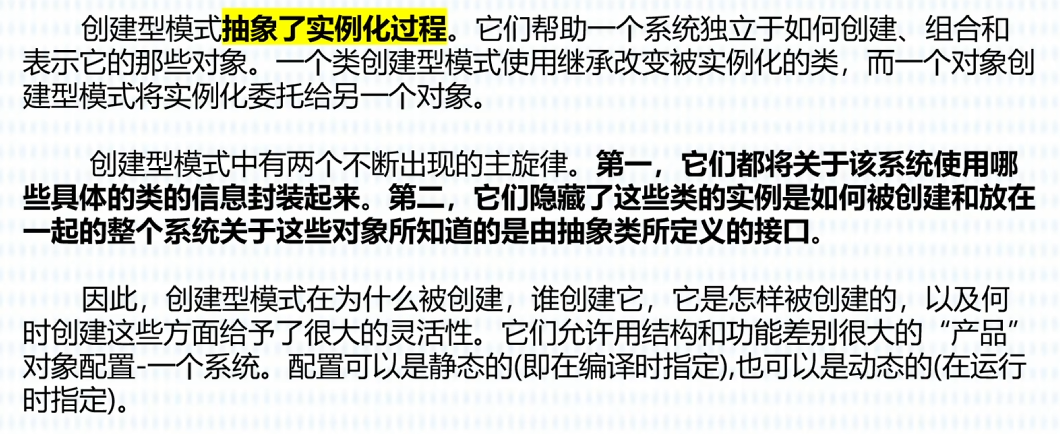 创建型模式抽象了实例化过程。它们帮助一个系统独立于如何创建、组合和
表示它的那些对象。一个类创建型模式使用继承改变被实例化的类，而一个对象创
建型模式将实例化委托给另一个对象。
创建型模式中有两个不断出现的主旋律。第一，它们都将关于该系统使用哪
些具体的类的信息封装起来。第二，它们隐藏了这些类的实例是如何被创建和放在
一起的整个系统关于这些对象所知道的是由抽象类所定义的接口。
因此，创建型模式在为什么被创建，谁创建它，它是怎样被创建的，以及何
时创建这些方面给予了很大的灵活性。它们允许用结构和功能差别很大的“产品”
对象配置-一个系统。配置可以是静态的(即在编译时指定),也可以是动态的(在运行
时指定)。